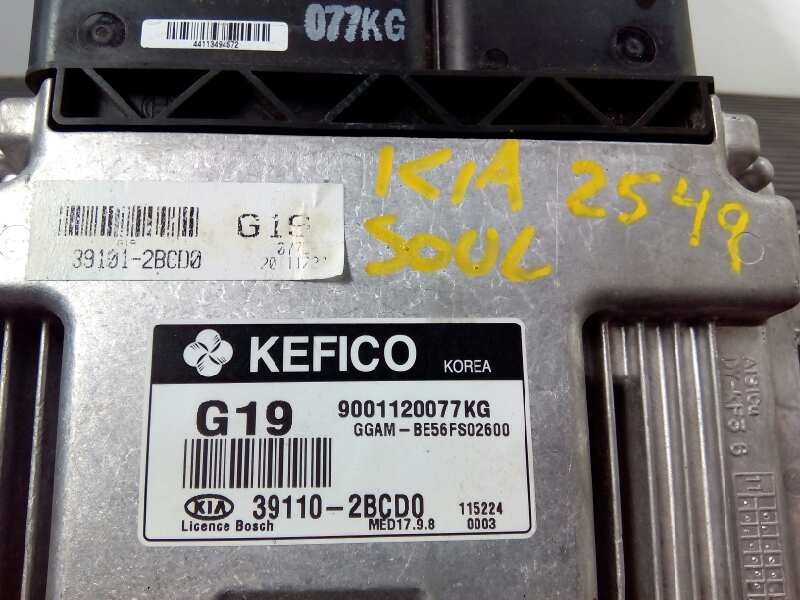 077KG
44113494572
KIA 2549
SOUL
G19
39101-2BCD0
KEFICO KOREA
G19 9001120077KG
GGAM-BE56FS02600
KIA 39110-2BCD0 115224
Licence Bosch MED17.9.8 0003